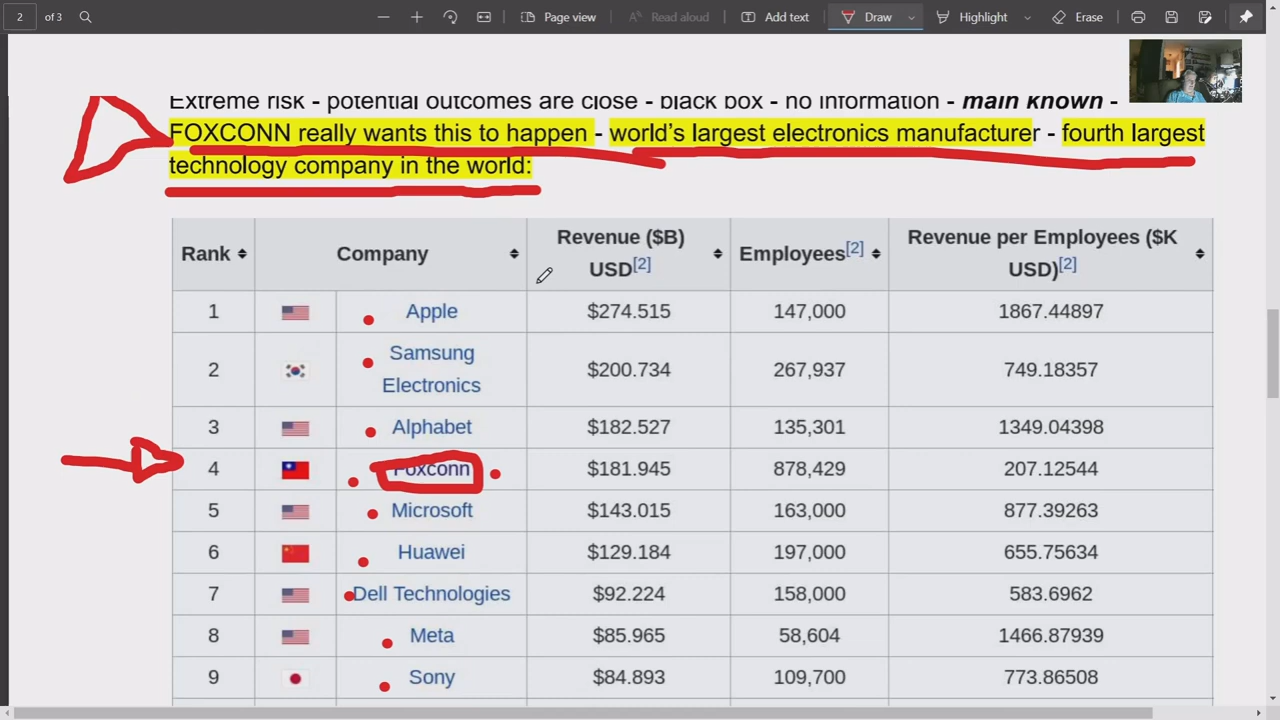 2 of 3 Page view Read aloud Add text Draw Highlight Erase
Extreme risk - potential outcomes are close - black box - no information - main known -
FOXCONN really wants this to happen - world's largest electronics manufacturer - fourth largest
technology company in the world:
Rank Company Revenue ($B) USD[2] Employees[2] Revenue per Employees ($K USD)[2]
1 Apple $274.515 147,000 1867.44897
2 Samsung Electronics $200.734 267,937 749.18357
3 Alphabet $182.527 135,301 1349.04398
4 Foxconn $181.945 878,429 207.12544
5 Microsoft $143.015 163,000 877.39263
6 Huawei $129.184 197,000 655.75634
7 Dell Technologies $92.224 158,000 583.6962
8 Meta $85.965 58,604 1466.87939
9 Sony $84.893 109,700 773.86508